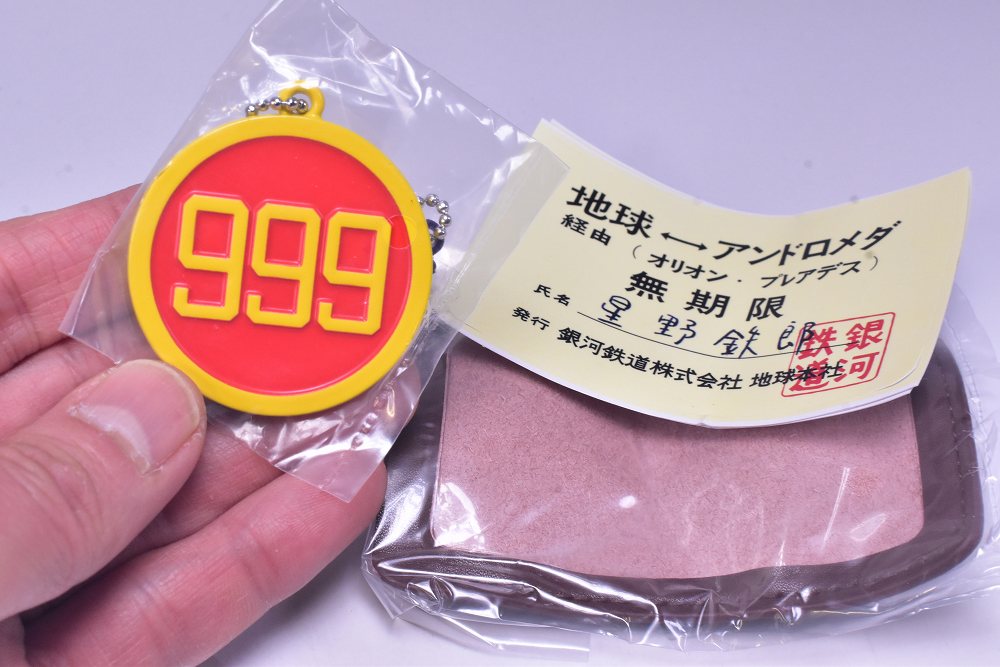 999
地球↔アンドロメダ
経由（オリオン・プレアデス）
無期限
氏名 星野鉄郎
発行 銀河鉄道株式会社 地球本社
銀河
鉄道